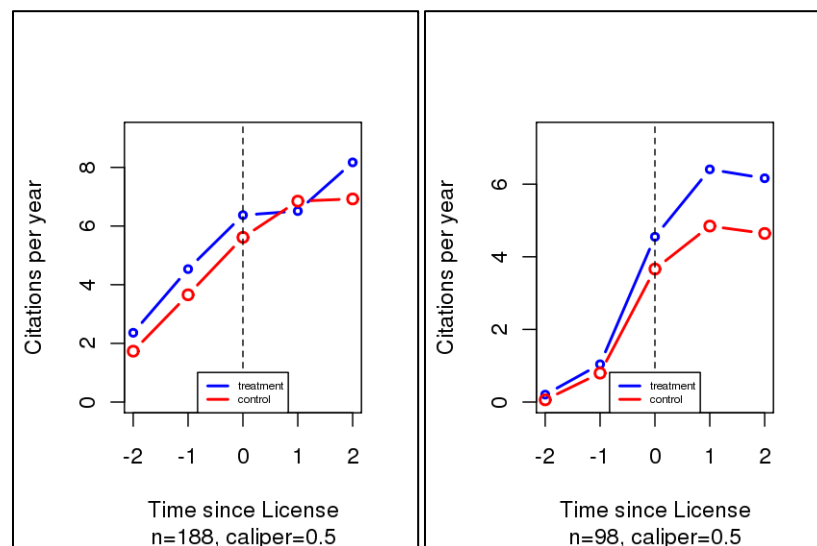 Citations per year
8
6
4
2
0
treatment
control
-2 -1 0 1 2
Time since License
n=188, caliper=0.5
Citations per year
6
4
2
0
treatment
control
-2 -1 0 1 2
Time since License
n=98, caliper=0.5